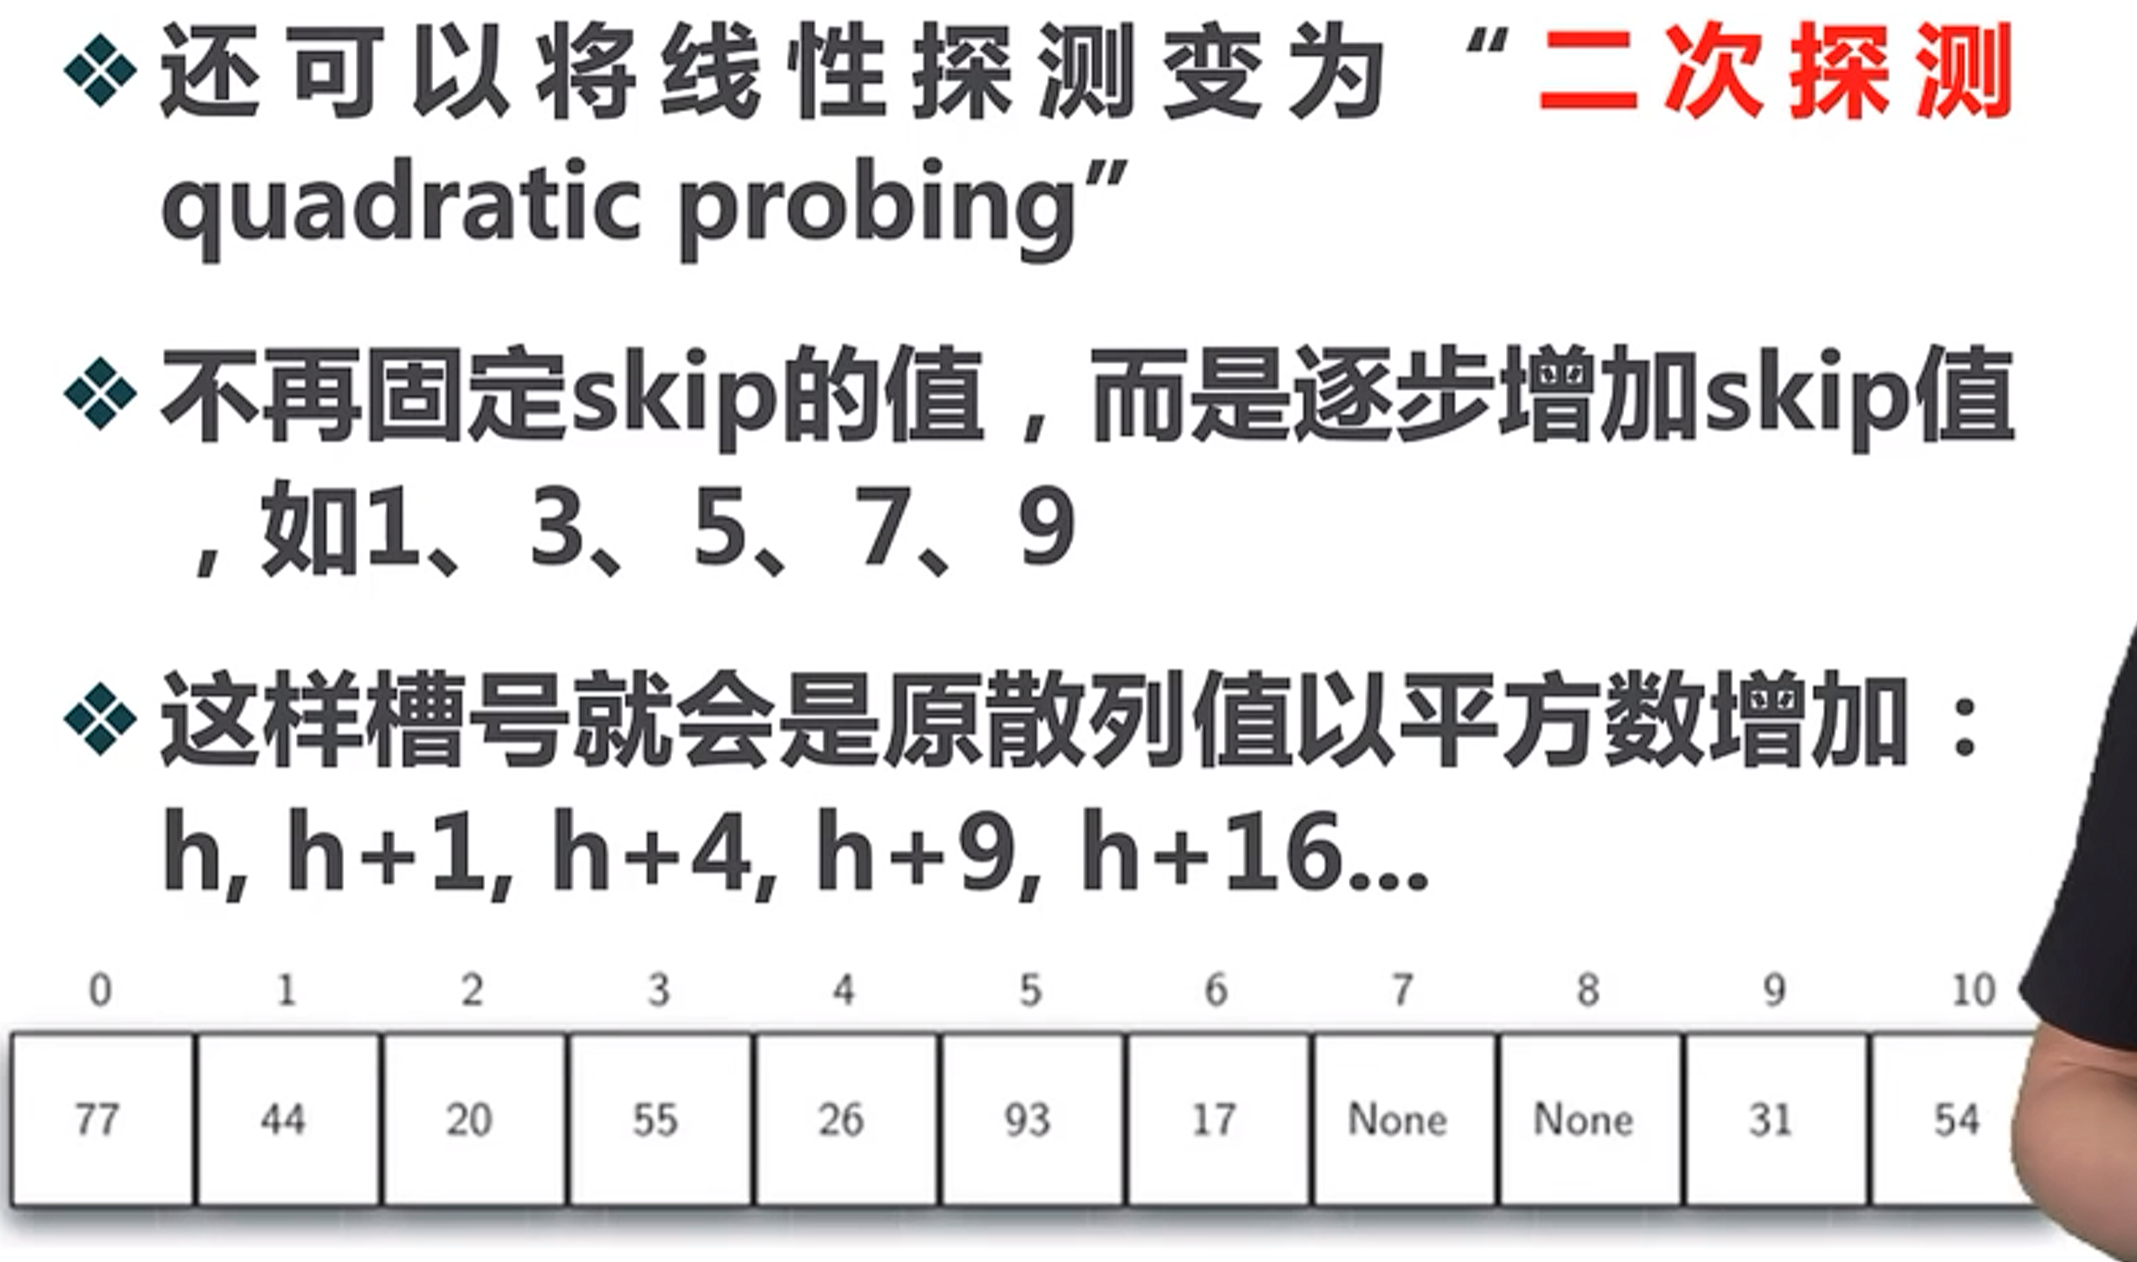 还可以将线性探测变为“二次探测
quadratic probing”
不再固定skip的值，而是逐步增加skip值
，如1、3、5、7、9
这样槽号就会是原散列值以平方数增加：
h, h+1, h+4, h+9, h+16...
0 1 2 3 4 5 6 7 8 9 10
77 44 20 55 26 93 17 None None 31 54